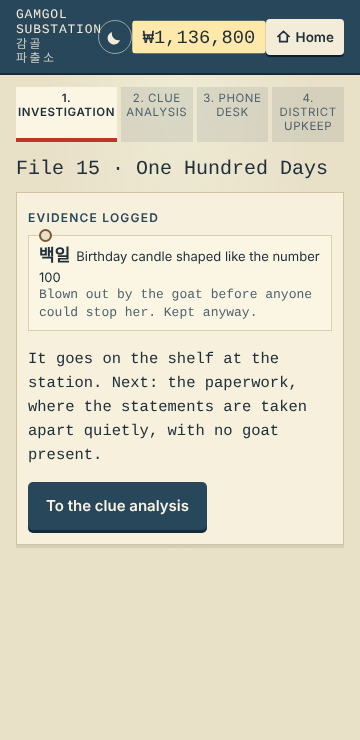 GAMGOL
SUBSTATION
감골
파출소
₩1,136,800
Home
1.
INVESTIGATION
2. CLUE
ANALYSIS
3. PHONE
DESK
4.
DISTRICT
UPKEEP
File 15 · One Hundred Days
EVIDENCE LOGGED
백일 Birthday candle shaped like the number
100
Blown out by the goat before anyone
could stop her. Kept anyway.
It goes on the shelf at the
station. Next: the paperwork,
where the statements are taken
apart quietly, with no goat
present.
To the clue analysis